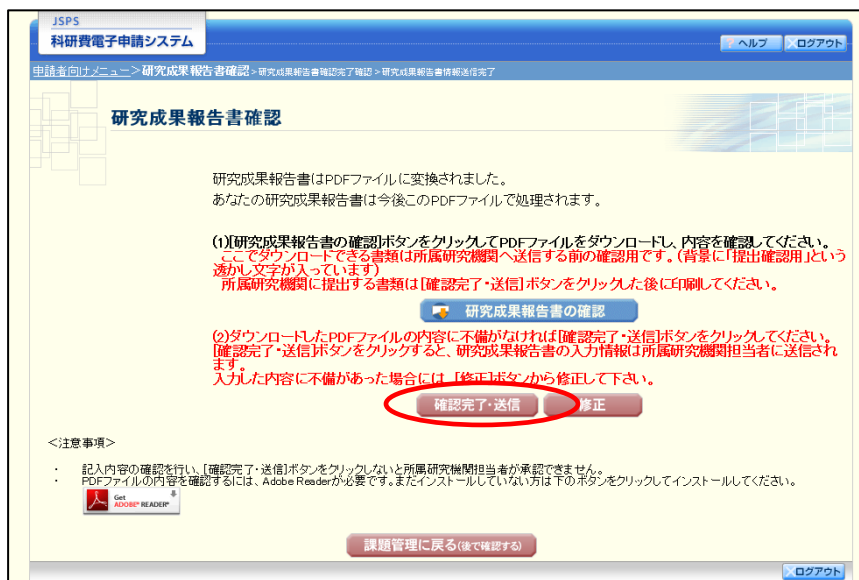 JSPS
科研費電子申請システム
? ヘルプ
ログアウト
申請者向けメニュー>研究成果報告書確認>研究成果報告書確認完了確認>研究成果報告書情報送信完了
研究成果報告書確認
研究成果報告書はPDFファイルに変換されました。
あなたの研究成果報告書は今後このPDFファイルで処理されます。
(1)[研究成果報告書の確認]ボタンをクリックしてPDFファイルをダウンロードし、内容を確認してください。
ここでダウンロードできる書類は所属研究機関へ送信する前の確認用です。(背景に「提出確認用」という
透かし文字が入っています)
所属研究機関に提出する書類は[確認完了・送信]ボタンをクリックした後に印刷してください。
研究成果報告書の確認
(2)ダウンロードしたPDFファイルの内容に不備がなければ[確認完了・送信]ボタンをクリックしてください。
[確認完了・送信]ボタンをクリックすると、研究成果報告書の入力情報は所属研究機関担当者に送信され
ます。
入力した内容に不備があった場合には、[修正]ボタンから修正して下さい。
確認完了・送信
修正
<注意事項>
・ 記入内容の確認を行い、[確認完了・送信]ボタンをクリックしないと所属研究機関担当者が承認できません。
・ PDFファイルの内容を確認するには、Adobe Readerが必要です。まだインストールしていない方は下のボタンをクリックしてインストールしてください。
Get
ADOBE® READER®
課題管理に戻る(後で確認する)
ログアウト